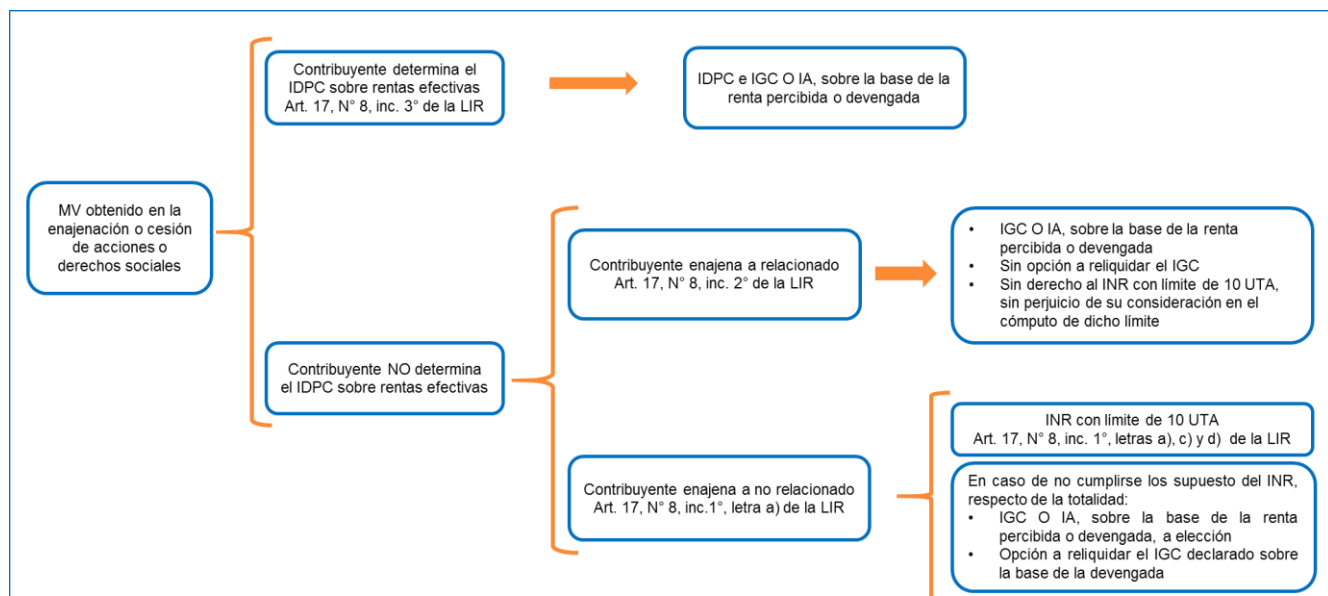 MV obtenido en la
enajenación o cesión
de acciones o
derechos sociales
Contribuyente determina el
IDPC sobre rentas efectivas
Art. 17, N° 8, inc. 3° de la LIR
IDPC e IGC O IA, sobre la base de la
renta percibida o devengada
Contribuyente NO determina
el IDPC sobre rentas efectivas
Contribuyente enajena a relacionado
Art. 17, N° 8, inc. 2° de la LIR
• IGC O IA, sobre la base de la renta
percibida o devengada
• Sin opción a reliquidar el IGC
• Sin derecho al INR con límite de 10 UTA,
sin perjuicio de su consideración en el
cómputo de dicho límite
Contribuyente enajena a no relacionado
Art. 17, N° 8, inc.1°, letra a) de la LIR
INR con límite de 10 UTA
Art. 17, N° 8, inc. 1°, letras a), c) y d) de la LIR
En caso de no cumplirse los supuesto del INR,
respecto de la totalidad:
• IGC O IA, sobre la base de la renta
percibida o devengada, a elección
• Opción a reliquidar el IGC declarado sobre
la base de la devengada